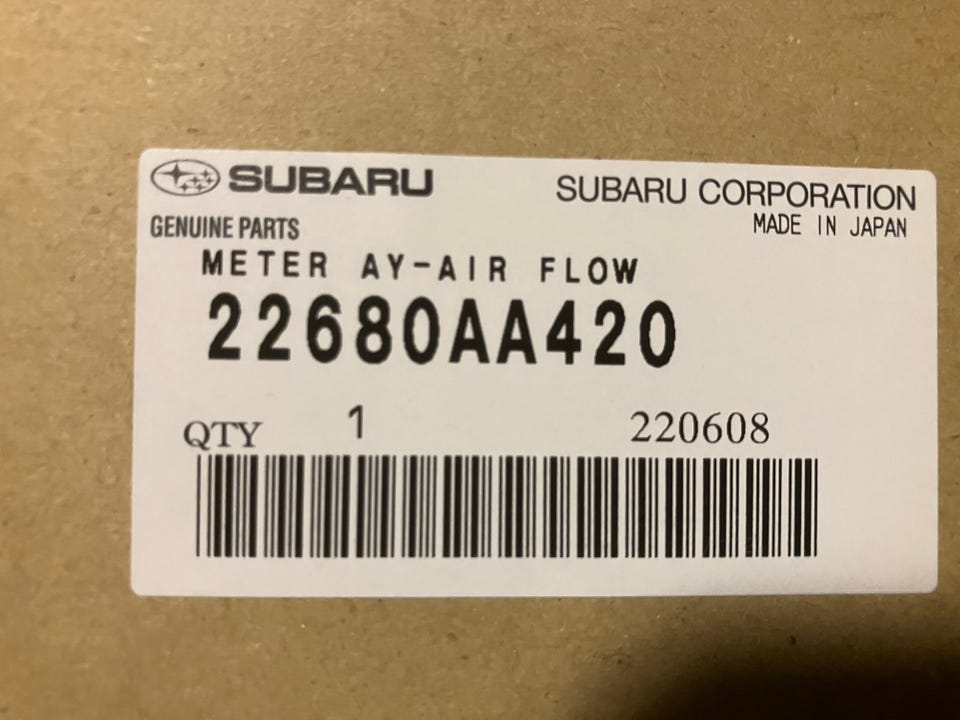 SUBARU
SUBARU CORPORATION
GENUINE PARTS
MADE IN JAPAN
METER AY-AIR FLOW
22680AA420
QTY 1 220608